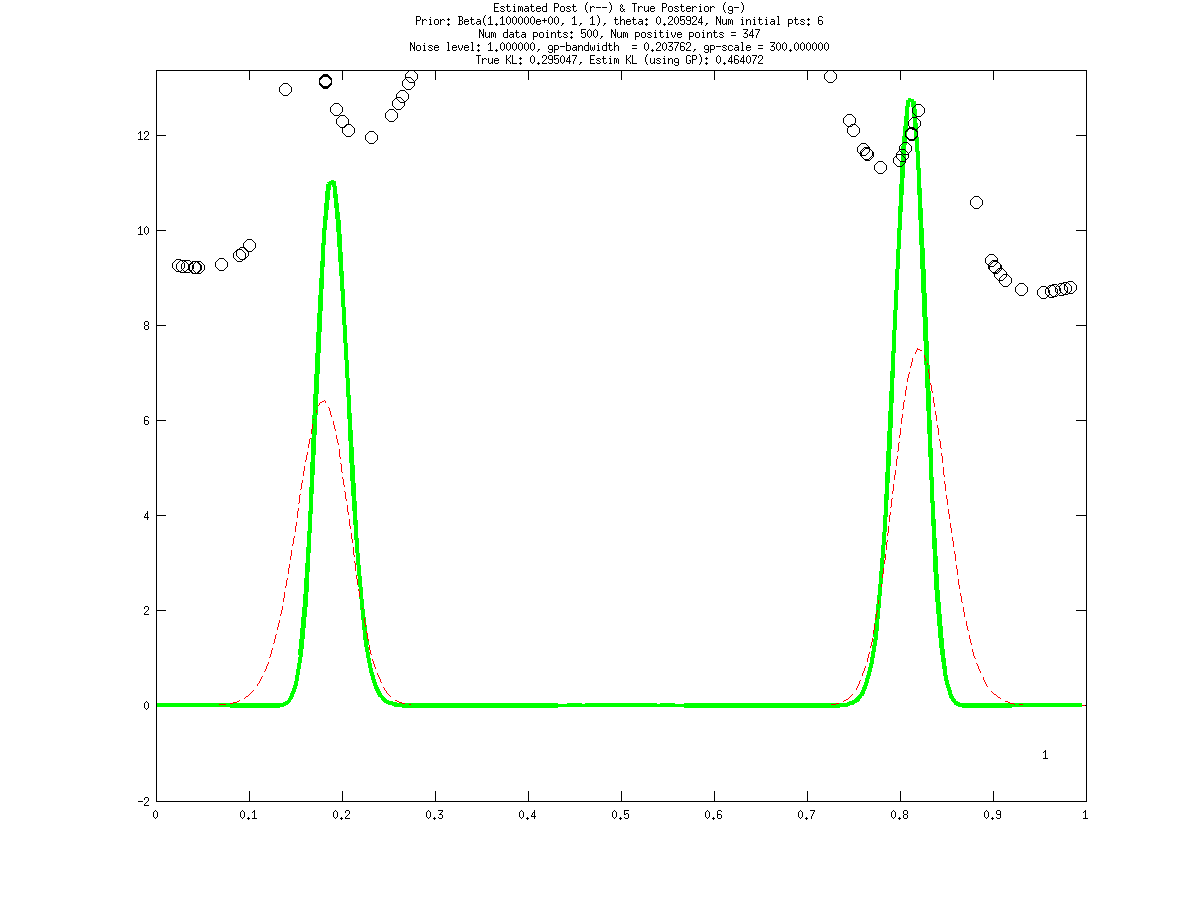 Estimated Post (r--) & True Posterior (g-)
Prior: Beta(1.100000e+00, 1, 1), theta: 0.205924, Num initial pts: 6
Num data points: 500, Num positive points = 347
Noise level: 1.000000, gp-bandwidth  = 0.203762, gp-scale = 300.000000
True KL: 0.295047, Estim KL (using GP): 0.464072
12
10
8
6
4
2
0
1
-2
0 0.1 0.2 0.3 0.4 0.5 0.6 0.7 0.8 0.9 1